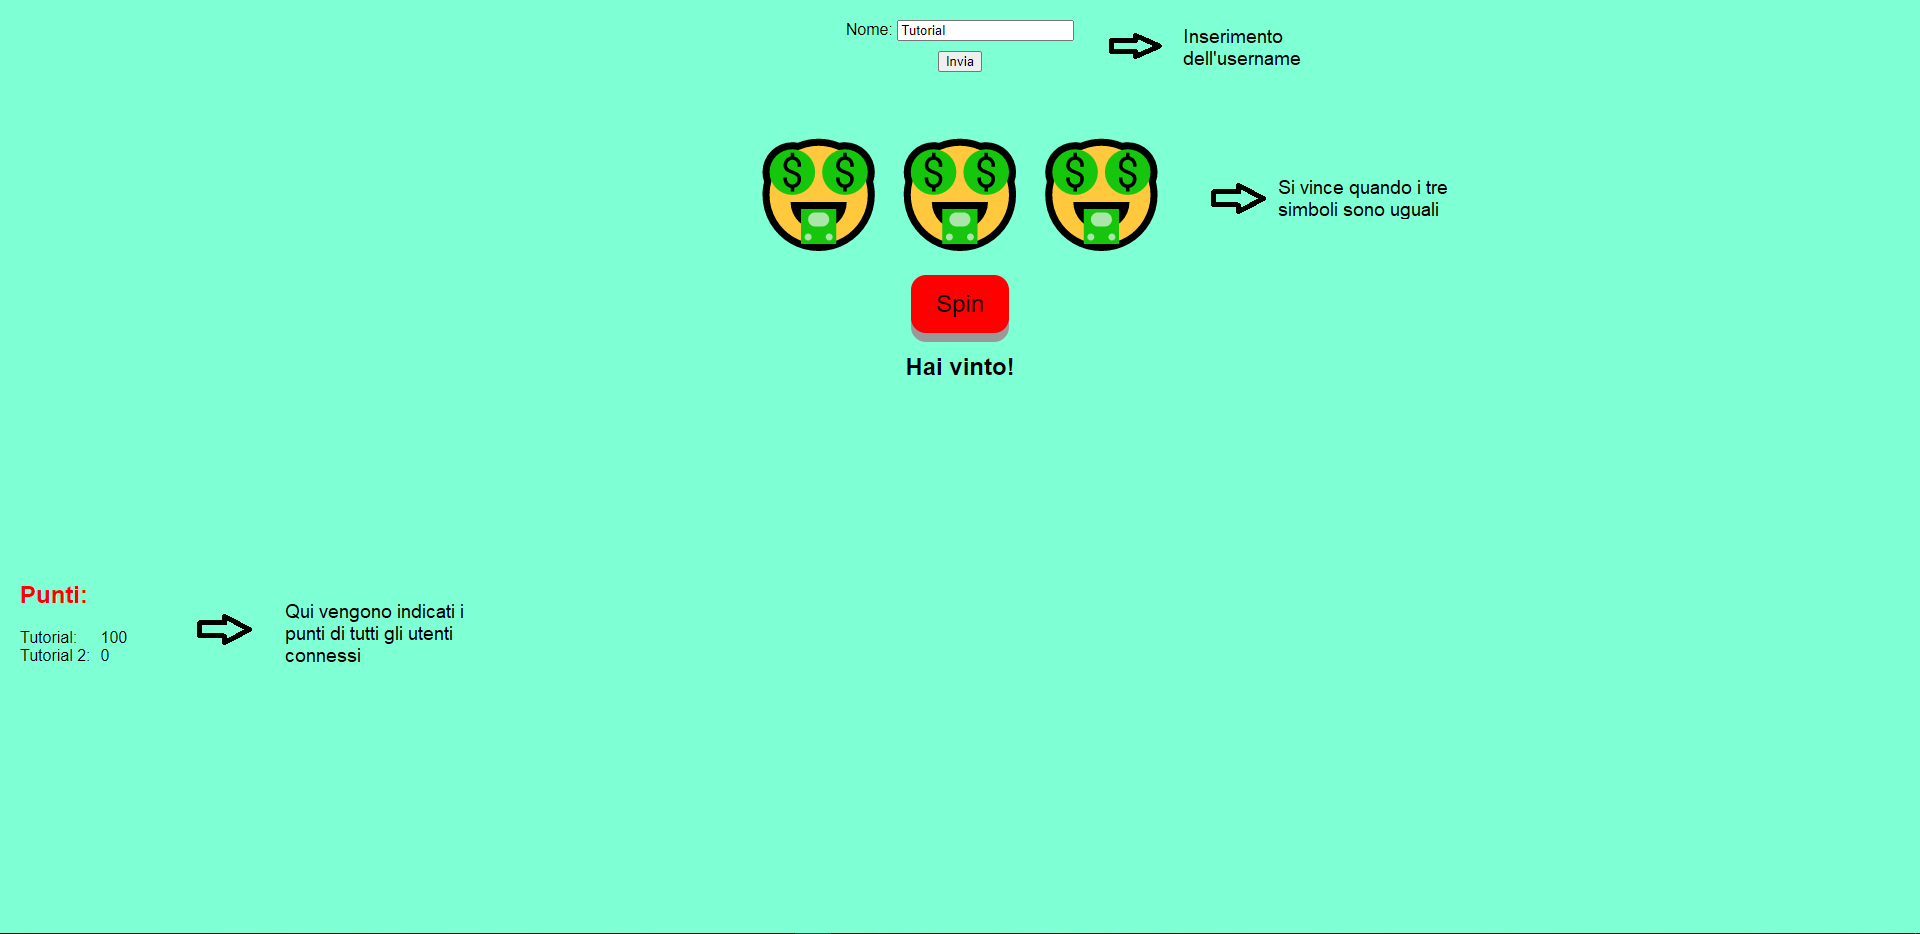 Nome: Tutorial
Invia
Inserimento
dell'username
$ $ $ $ $ $
Si vince quando i tre
simboli sono uguali
Spin
Hai vinto!
Punti:
Tutorial: 100
Tutorial 2: 0
Qui vengono indicati i
punti di tutti gli utenti
connessi